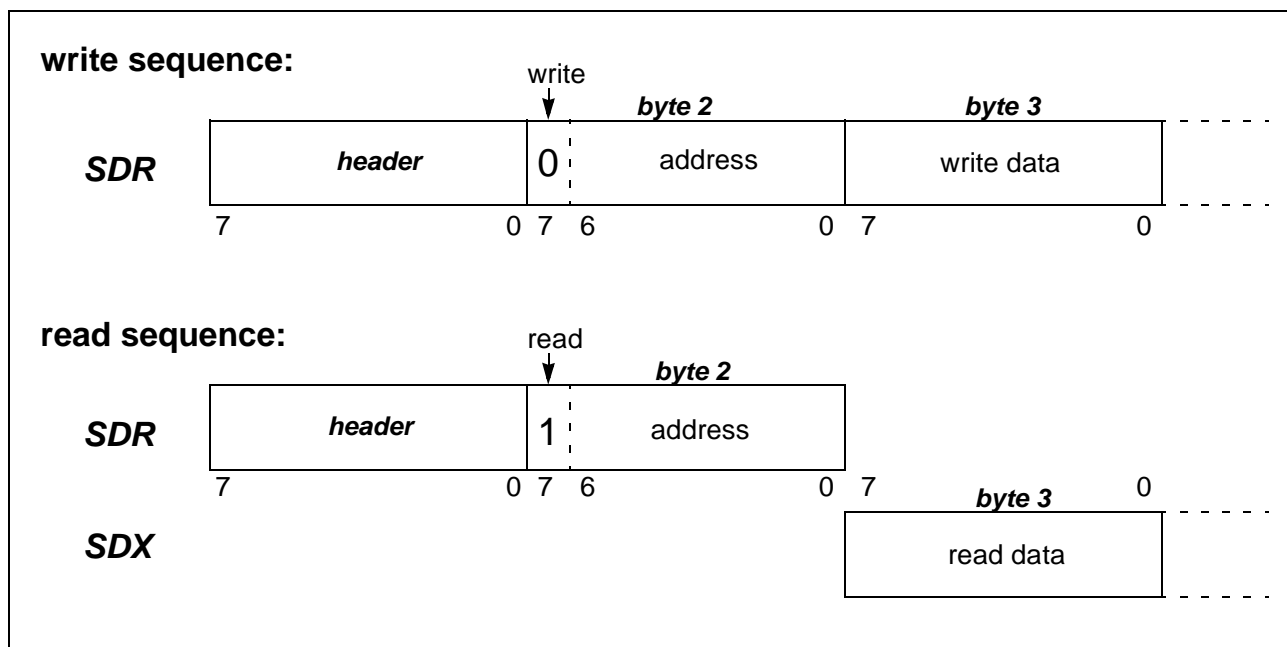 write sequence:
write
byte 2 byte 3
SDR header 0 address write data
7 0 7 6 0 7 0
read sequence:
read
byte 2
SDR header 1 address
7 0 7 6 0 7 0
byte 3
SDX read data